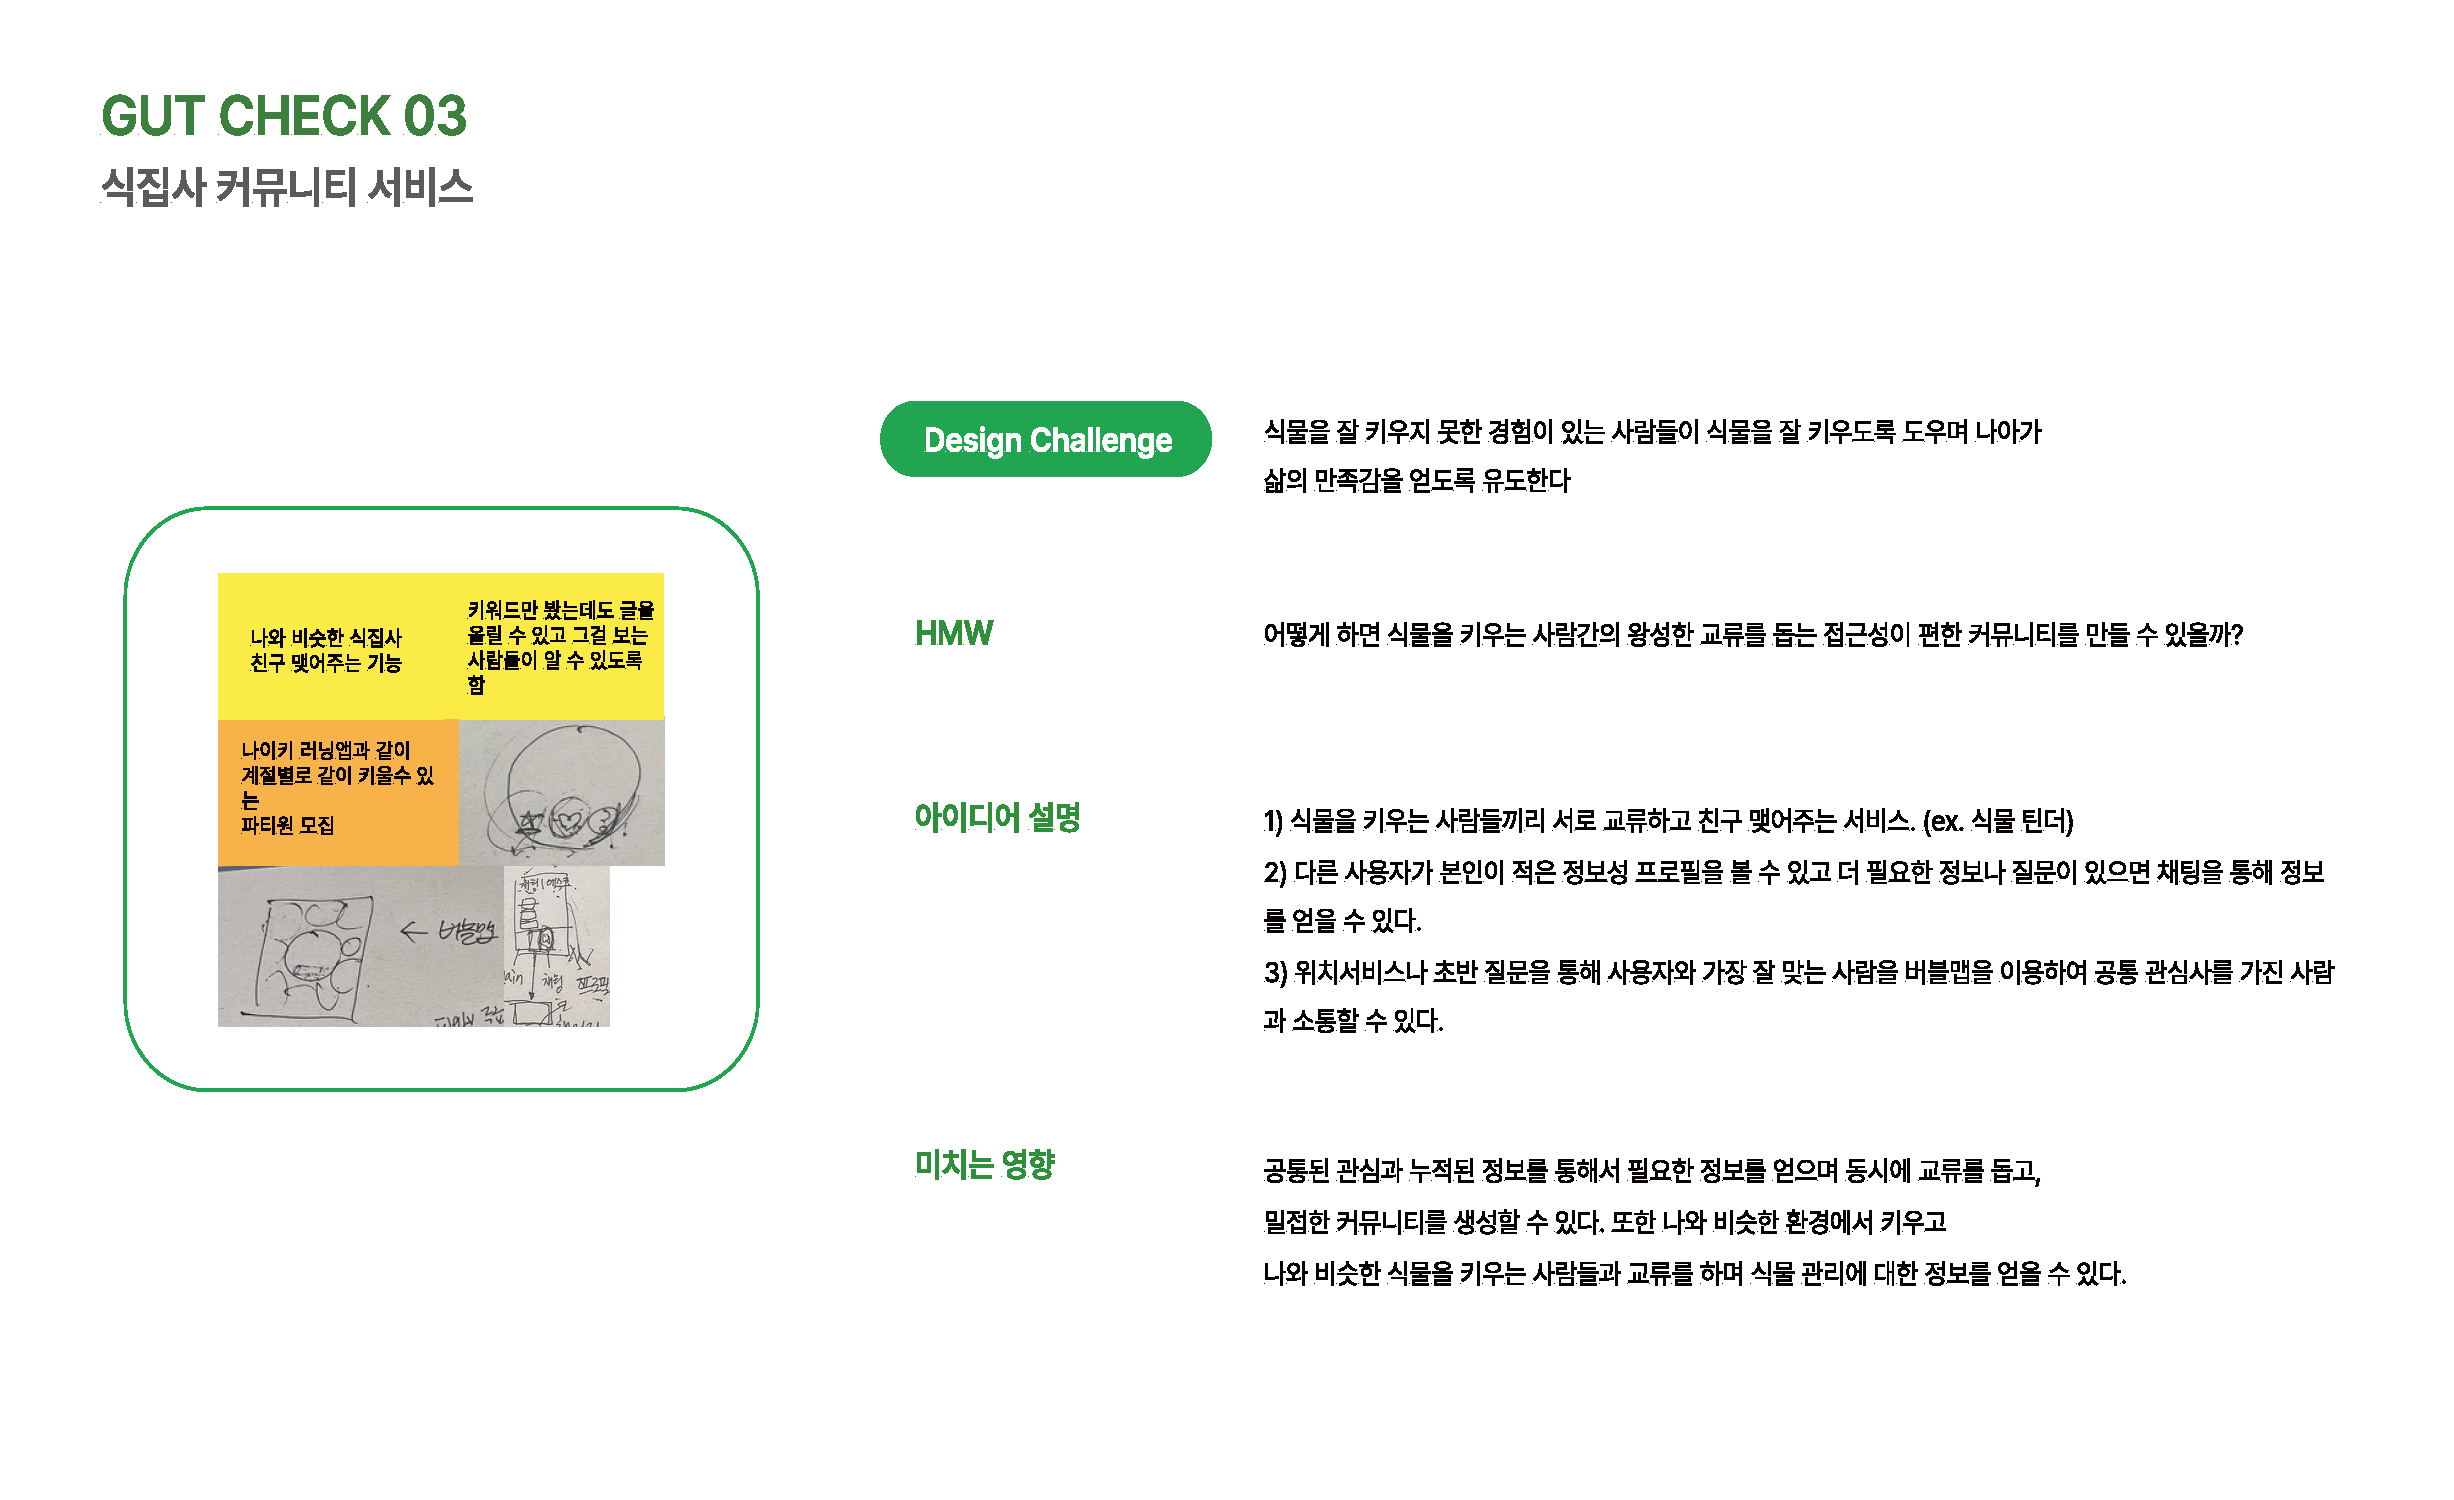 GUT CHECK 03
식집사 커뮤니티 서비스
나와 비슷한 식집사
친구 맺어주는 기능
키워드만 봤는데도 글을
올릴 수 있고 그걸 보는
사람들이 알 수 있도록
함
나이키 러닝앱과 같이
계절별로 같이 키울수 있
는
파티원 모집
← 버블맵
채팅
프로필
Design Challenge
식물을 잘 키우지 못한 경험이 있는 사람들이 식물을 잘 키우도록 도우며 나아가
삶의 만족감을 얻도록 유도한다
HMW
어떻게 하면 식물을 키우는 사람간의 왕성한 교류를 돕는 접근성이 편한 커뮤니티를 만들 수 있을까?
아이디어 설명
1) 식물을 키우는 사람들끼리 서로 교류하고 친구 맺어주는 서비스. (ex. 식물 틴더)
2) 다른 사용자가 본인이 적은 정보성 프로필을 볼 수 있고 더 필요한 정보나 질문이 있으면 채팅을 통해 정보
를 얻을 수 있다.
3) 위치서비스나 초반 질문을 통해 사용자와 가장 잘 맞는 사람을 버블맵을 이용하여 공통 관심사를 가진 사람
과 소통할 수 있다.
미치는 영향
공통된 관심과 누적된 정보를 통해서 필요한 정보를 얻으며 동시에 교류를 돕고,
밀접한 커뮤니티를 생성할 수 있다. 또한 나와 비슷한 환경에서 키우고
나와 비슷한 식물을 키우는 사람들과 교류를 하며 식물 관리에 대한 정보를 얻을 수 있다.